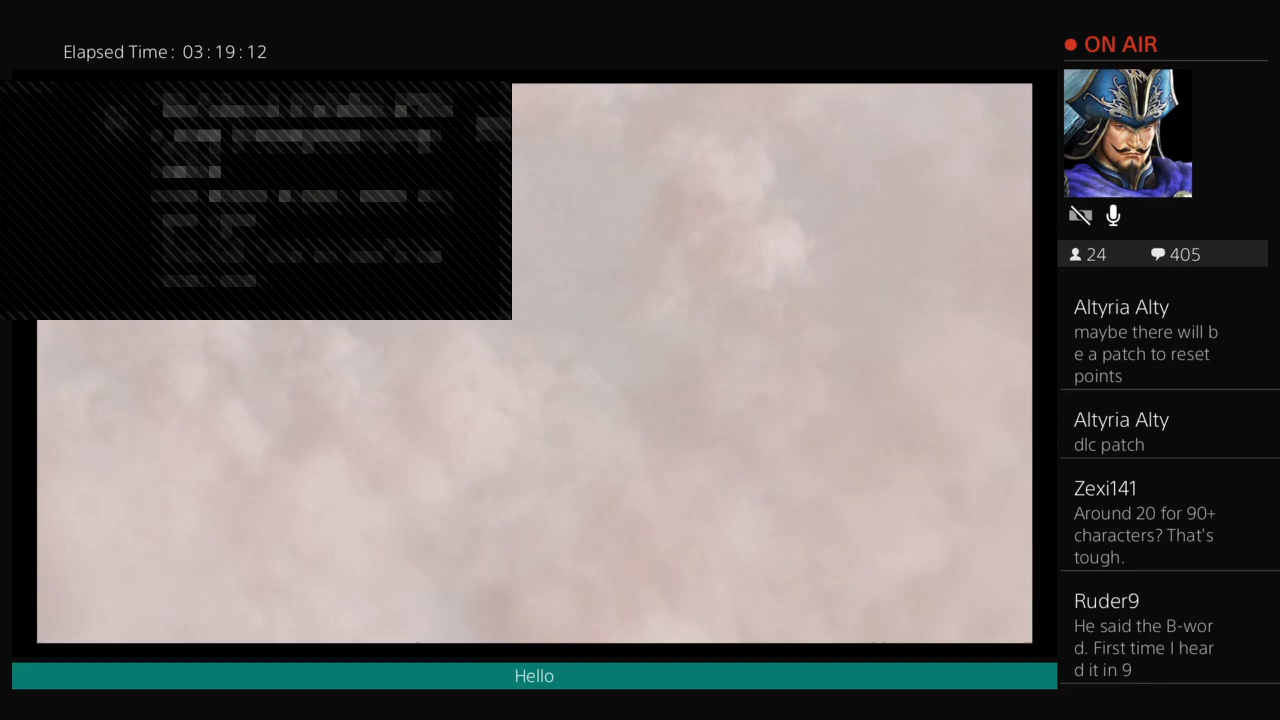 Elapsed Time: 03:19:12
ON AIR
24 405
Altyria Alty
maybe there will b
e a patch to reset
points
Altyria Alty
dlc patch
Zexi141
Around 20 for 90+
characters? That's
tough.
Ruder9
He said the B-wor
d. First time I hear
d it in 9
Hello